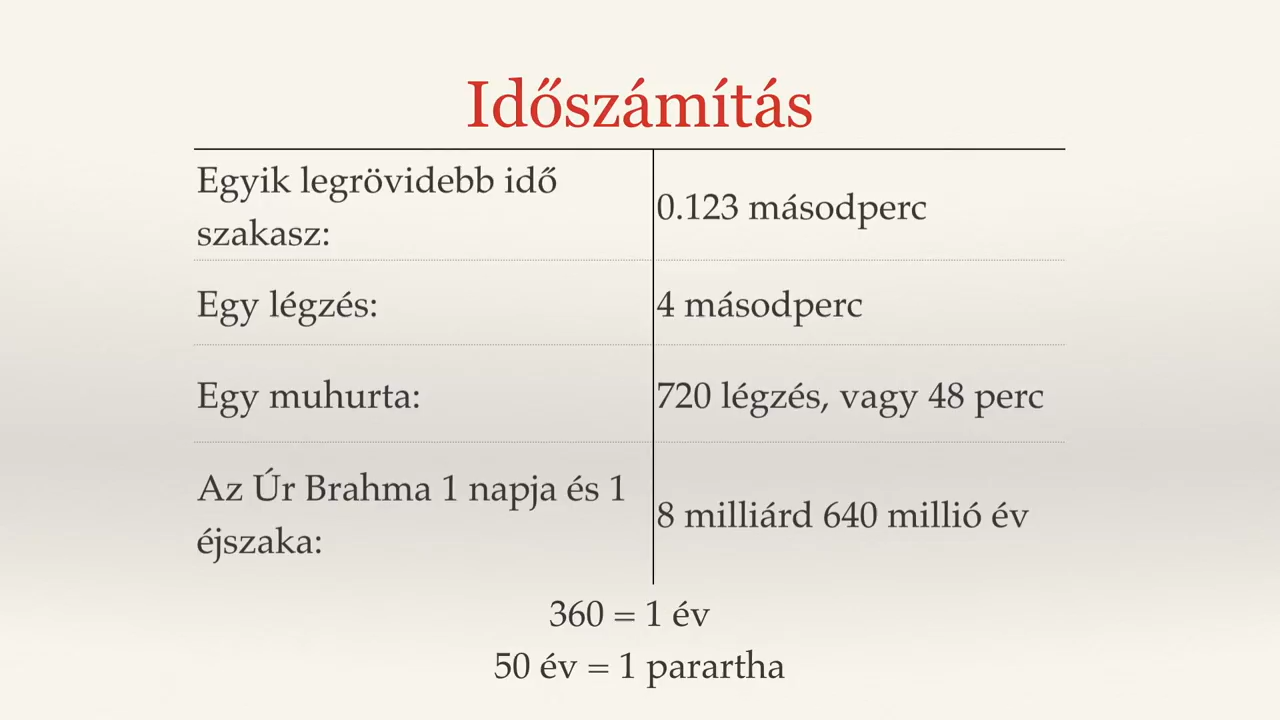 Időszámítás
Egyik legrövidebb idő
szakasz:
0.123 másodperc
Egy légzés:
4 másodperc
Egy muhurta:
720 légzés, vagy 48 perc
Az Úr Brahma 1 napja és 1
éjszaka:
8 milliárd 640 millió év
360 = 1 év
50 év = 1 parartha